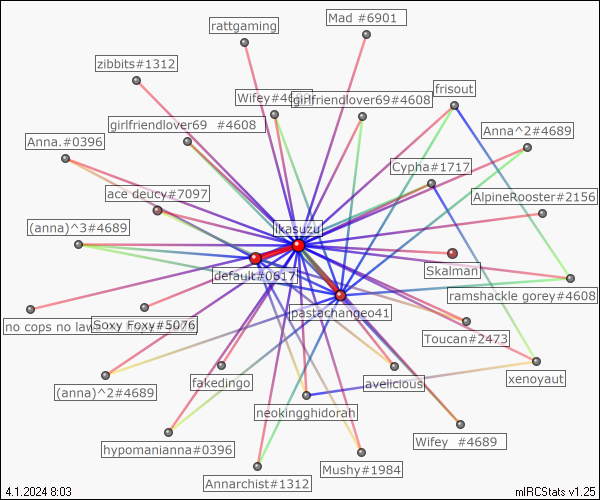 Mad #6901
rattgaming
zibbits#1312
frisout
Wifey#4689
girlfriendlover69#4608
girlfriendlover69 #4608
Anna^2#4689
Anna.#0396
Cypha#1717
ace deucy#7097
AlpineRooster#2156
(anna)^3#4689
ikasuzu
Skalman
default#0617
ramshackle gorey#4608
pastachangeo41
no cops no law
Soxy Foxy#5076
Toucan#2473
xenoyaut
fakedingo
avelicious
(anna)^2#4689
neokingghidorah
hypomanianna#0396
Wifey #4689
Mushy#1984
Annarchist#1312
4.1.2024 8:03
mIRCStats v1.25